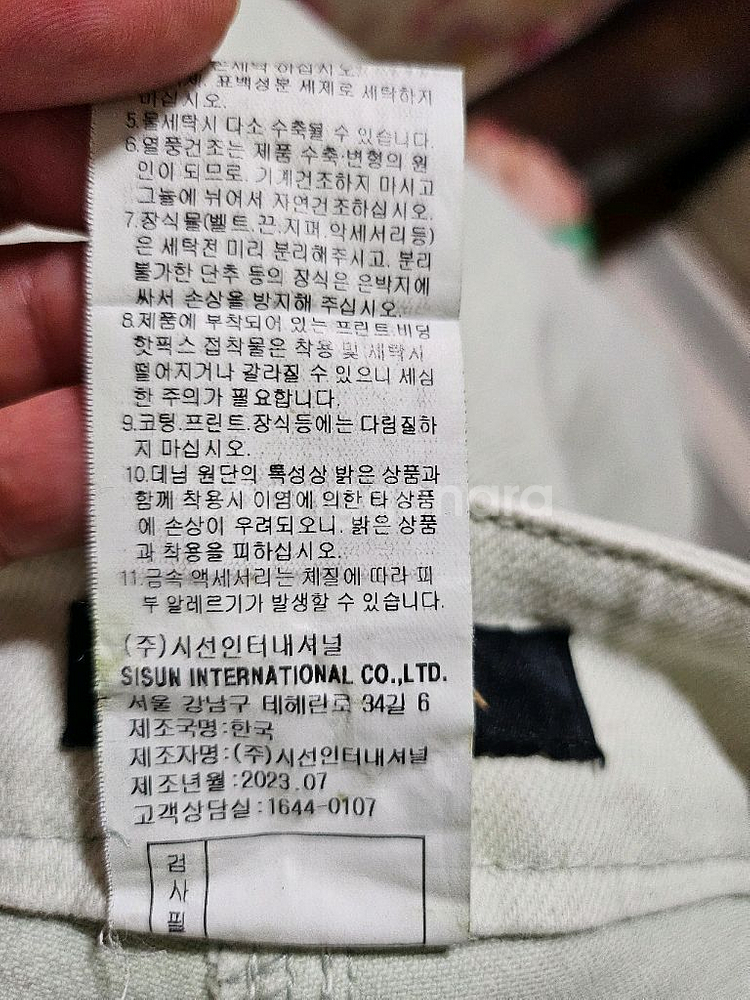 은세탁 하십시오.
표백성분 세제로 세탁하지
마십시오.
5.물세탁시 다소 수축될 수 있습니다.
6.열풍건조는 제품 수축·변형의 원
인이 되므로, 기계건조하지 마시고
그늘에 뉘어서 자연건조하십시오.
7.장식물(벨트.끈.지퍼,악세서리등)
은 세탁전 미리 분리해주시고, 분리
불가한 단추 등의 장식은 은박지에
싸서 손상을 방지해 주십시오.
8.제품에 부착되어 있는 프린트.비딩
핫픽스 접착물은 착용 및 세탁시
떨어지거나 갈라질 수 있으니 세심
한 주의가 필요합니다.
9.코팅.프린트.장식등에는 다림질하
지 마십시오.
10.데님 원단의 특성상 밝은 상품과
함께 착용시 이염에 의한 타 상품
에 손상이 우려되오니, 밝은 상품
과 착용을 피하십시오.
11.금속 액세서리는 체질에 따라 피
부 알레르기가 발생할 수 있습니다.
(주)시선인터내셔널
SISUN INTERNATIONAL CO.,LTD.
서울 강남구 테헤란로 34길 6
제조국명:한국
제조자명:(주)시선인터내셔널
제조년월:2023.07
고객상담실:1644-0107
검
사
필